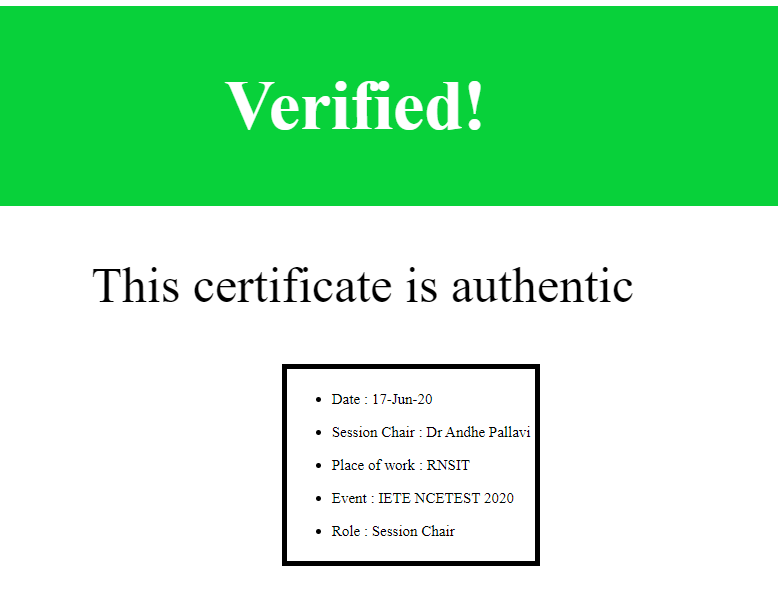 Verified!
This certificate is authentic
Date : 17-Jun-20
Session Chair : Dr Andhe Pallavi
Place of work : RNSIT
Event : IETE NCETEST 2020
Role : Session Chair